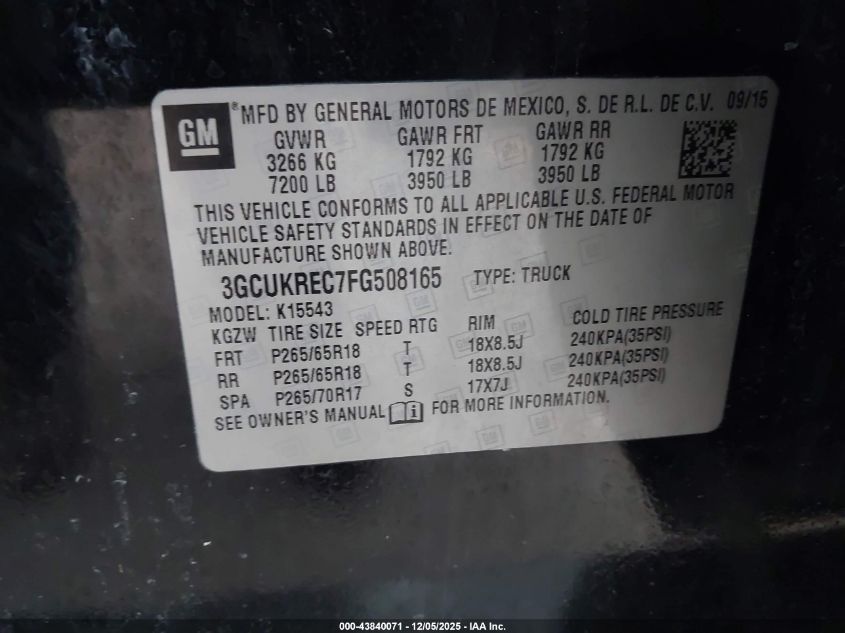 GM ® MFD BY GENERAL MOTORS DE MEXICO, S. DE R.L. DE C.V. 09/15
GVWR GAWR FRT GAWR RR
3266 KG 1792 KG 1792 KG
7200 LB 3950 LB 3950 LB
THIS VEHICLE CONFORMS TO ALL APPLICABLE U.S. FEDERAL MOTOR
VEHICLE SAFETY STANDARDS IN EFFECT ON THE DATE OF
MANUFACTURE SHOWN ABOVE.
3GCUKREC7FG508165 TYPE: TRUCK
MODEL: K15543
KGZW TIRE SIZE SPEED RTG RIM COLD TIRE PRESSURE
FRT P265/65R18 T 18X8.5J 240KPA(35PSI)
RR P265/65R18 T 18X8.5J 240KPA(35PSI)
SPA P265/70R17 S 17X7J 240KPA(35PSI)
SEE OWNER'S MANUAL FOR MORE INFORMATION.
000-43840071 - 12/05/2025 - IAA Inc.